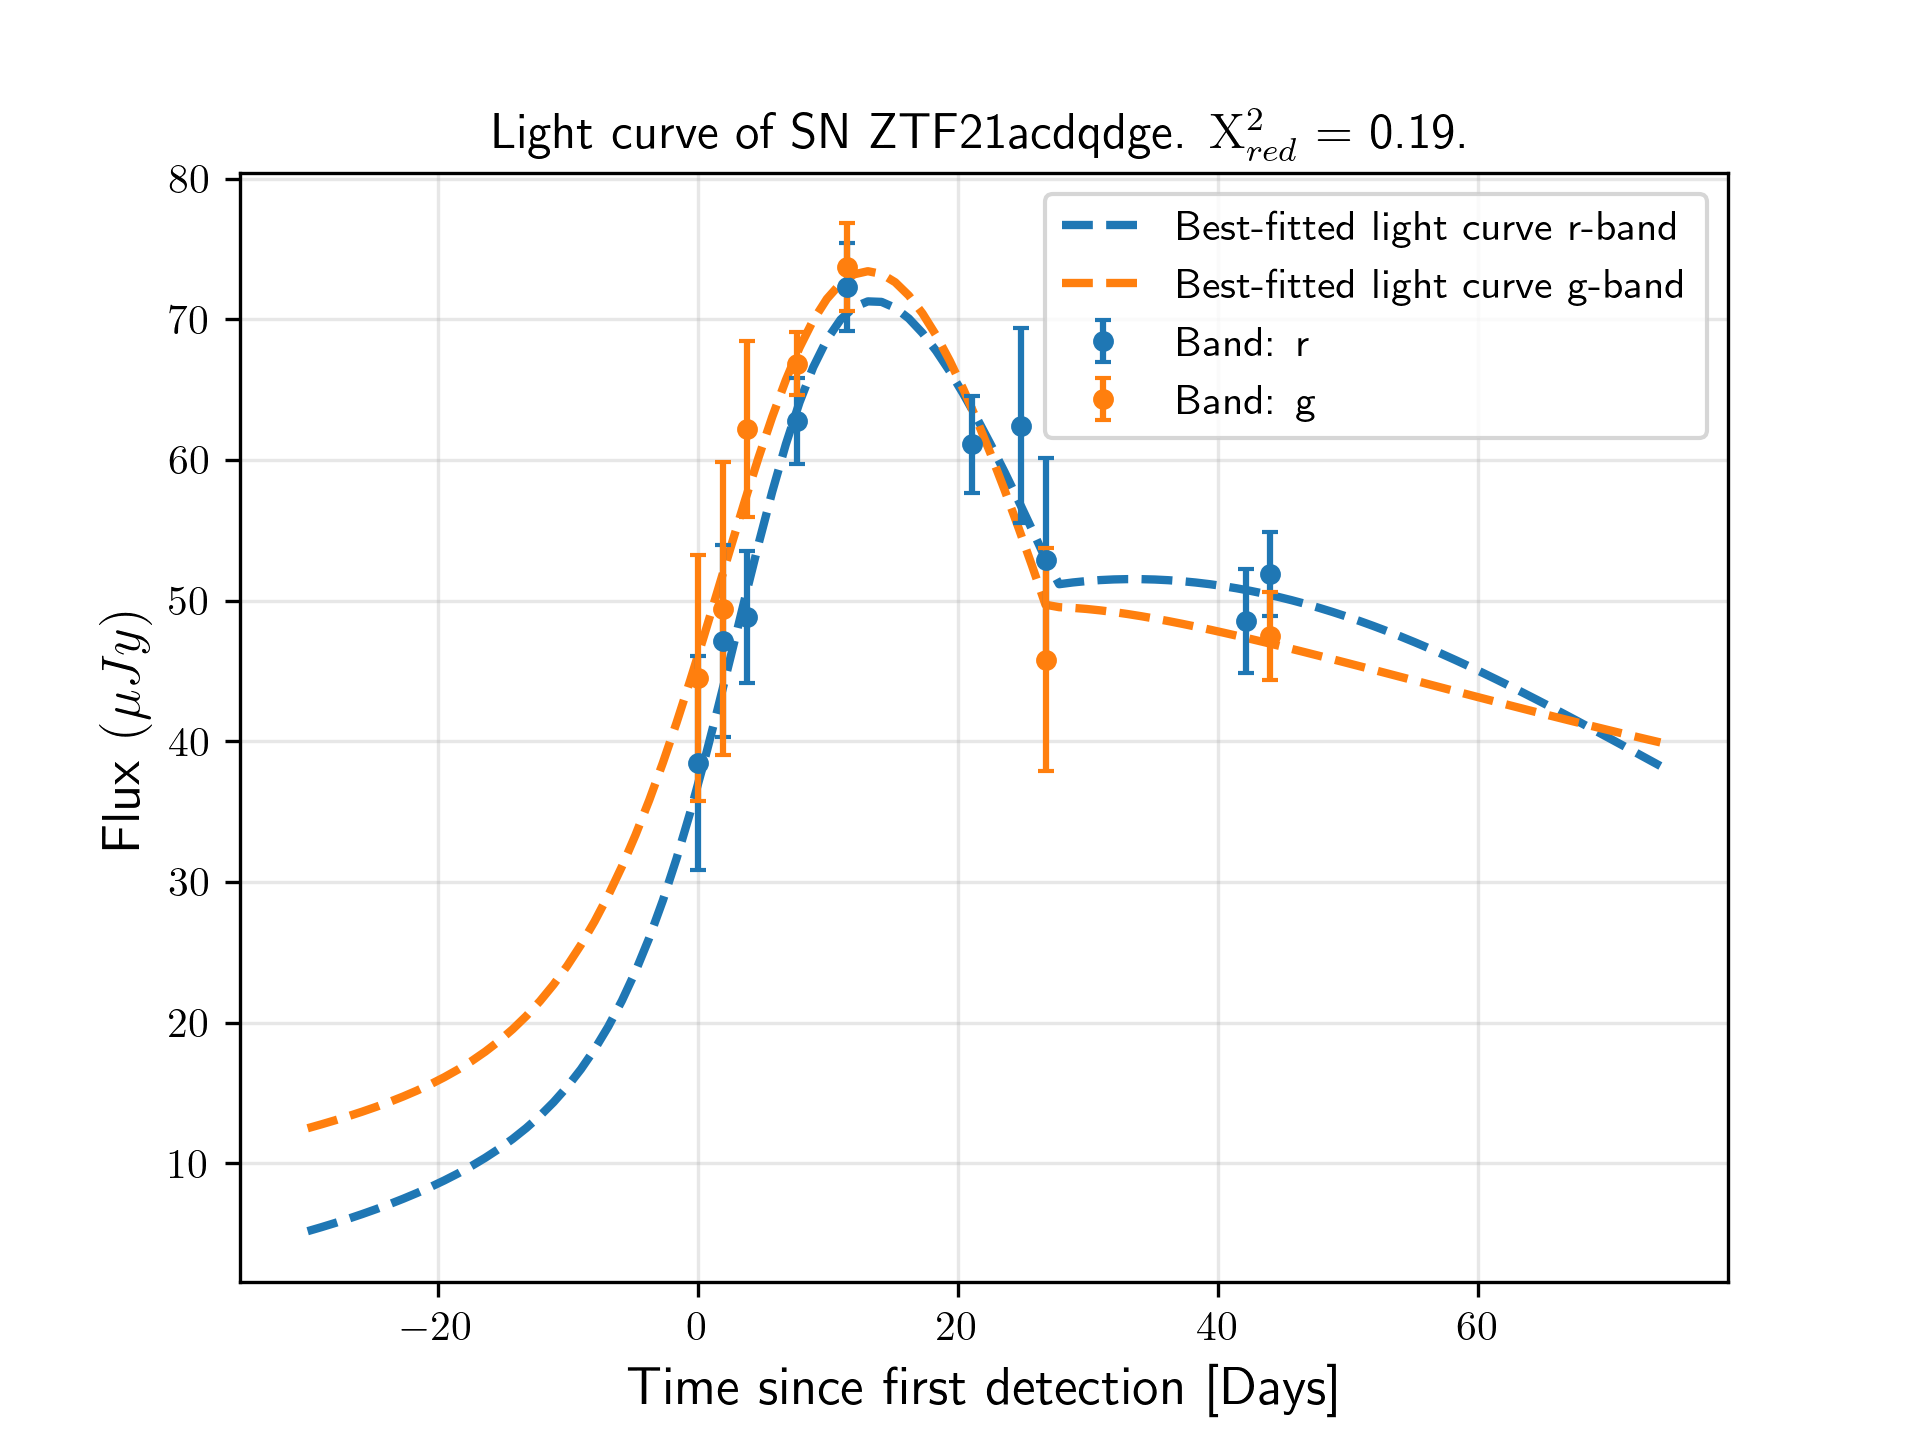 Light curve of SN ZTF21acdqdge. X²_red = 0.19.
80
70
60
50
40
30
20
10
Flux (μJy)
Best-fitted light curve r-band
Best-fitted light curve g-band
Band: r
Band: g
−20 0 20 40 60
Time since first detection [Days]